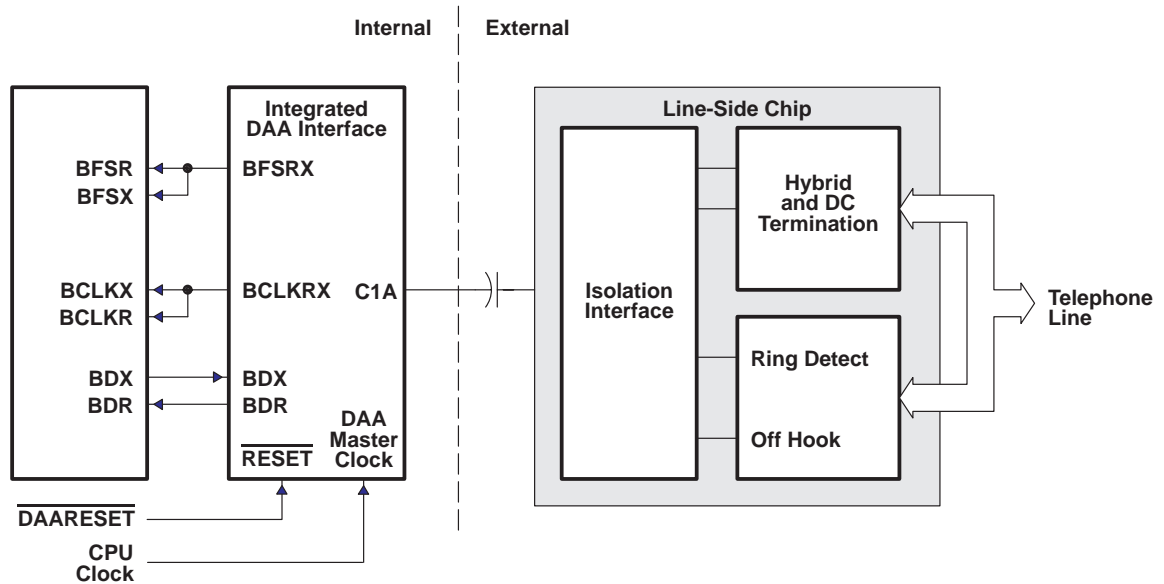 Internal
External
Integrated
DAA Interface
Line-Side Chip
BFSR
BFSX
BFSRX
Hybrid
and DC
Termination
BCLKX
BCLKR
BCLKRX
C1A
Isolation
Interface
Telephone
Line
Ring Detect
BDX
BDR
BDX
BDR
DAA
Master
Clock
RESET
Off Hook
DAARESET
CPU
Clock